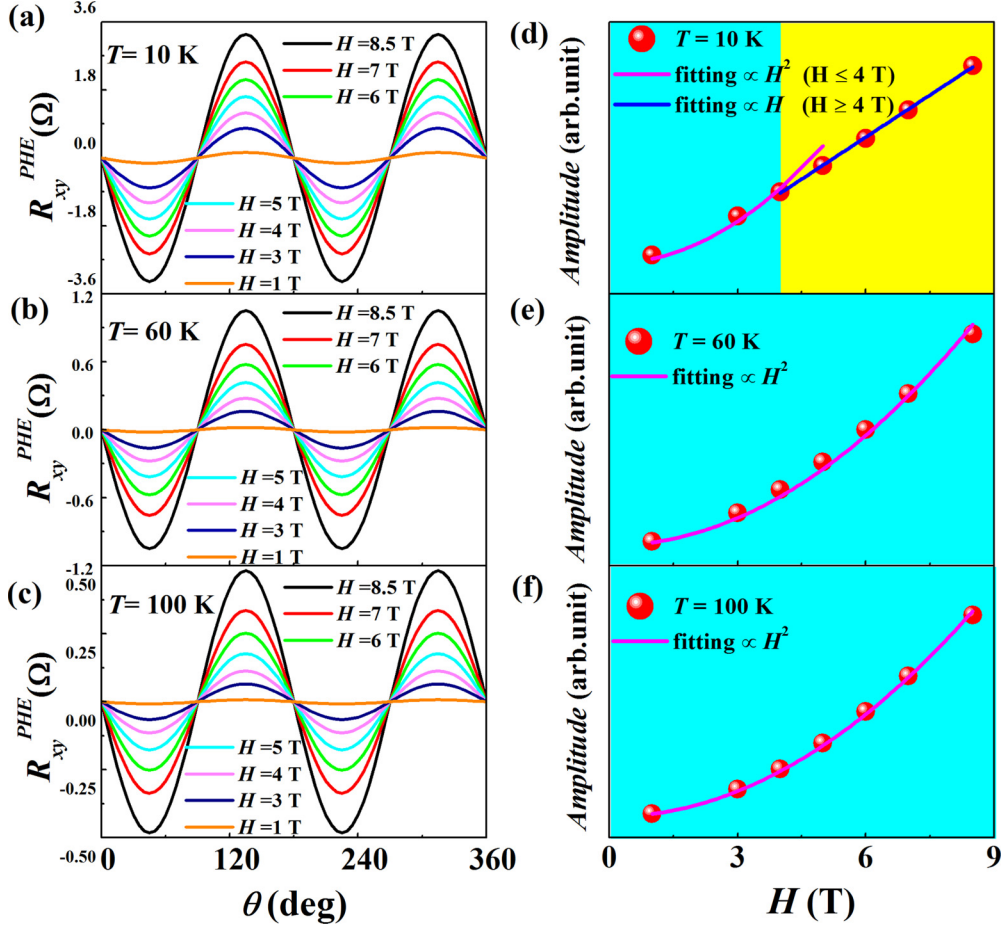 (a)
3.6
1.8
0.0
-1.8
-3.6
R_xy^PHE (Ω)
T= 10 K
H =8.5 T
H =7 T
H =6 T
H =5 T
H =4 T
H =3 T
H =1 T
(b)
1.2
0.6
0.0
-0.6
-1.2
R_xy^PHE (Ω)
T= 60 K
H =8.5 T
H =7 T
H =6 T
H =5 T
H =4 T
H =3 T
H =1 T
(c)
0.50
0.25
0.00
-0.25
-0.50
R_xy^PHE (Ω)
T= 100 K
H =8.5 T
H =7 T
H =6 T
H =5 T
H =4 T
H =3 T
H =1 T
0 120 240 360
θ (deg)
(d)
Amplitude (arb.unit)
T = 10 K
fitting ∝ H² (H ≤ 4 T)
fitting ∝ H (H ≥ 4 T)
(e)
Amplitude (arb.unit)
T = 60 K
fitting ∝ H²
(f)
Amplitude (arb.unit)
T = 100 K
fitting ∝ H²
0 3 6 9
H (T)